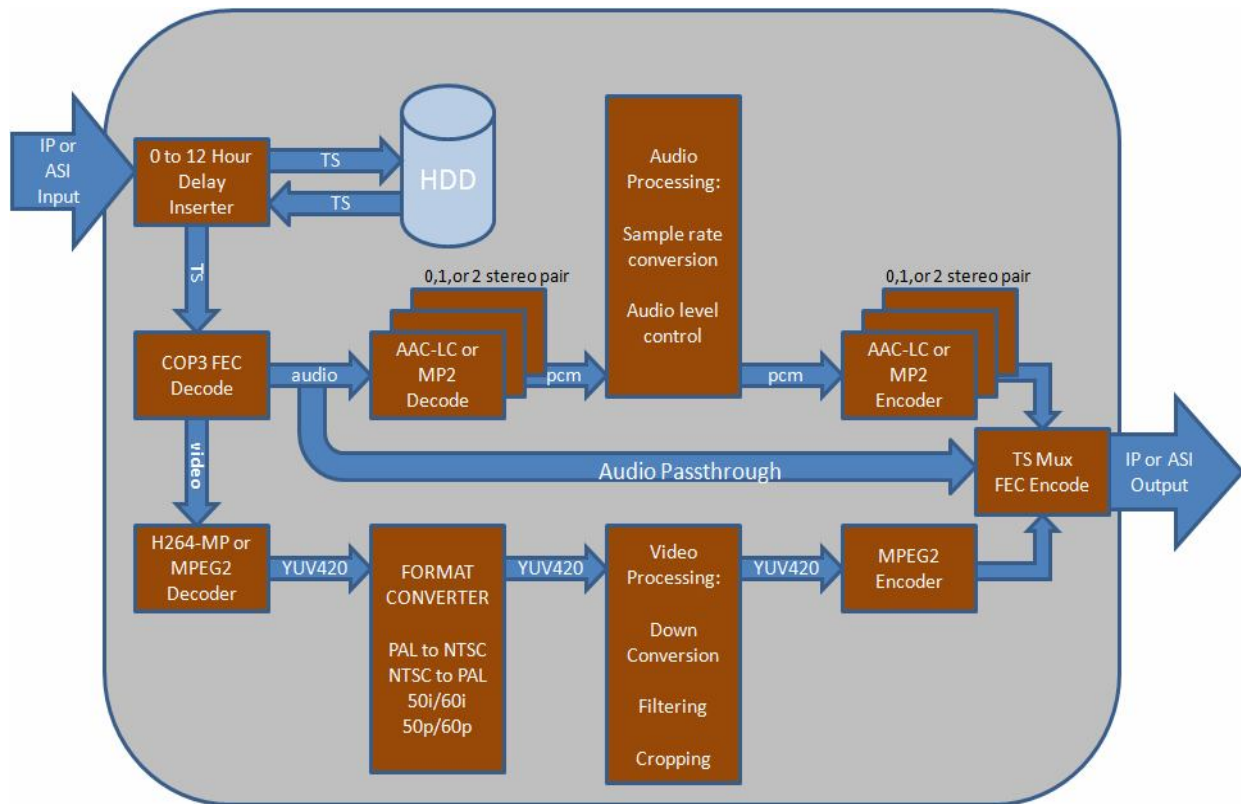 IP or
ASI
Input
0 to 12 Hour
Delay
Inserter
TS
TS
HDD
TS
COP3 FEC
Decode
audio
0,1,or 2 stereo pair
AAC-LC or
MP2
Decode
pcm
Audio
Processing:
Sample rate
conversion
Audio level
control
pcm
0,1,or 2 stereo pair
AAC-LC or
MP2
Encoder
Audio Passthrough
TS Mux
FEC Encode
IP or ASI
Output
video
H264-MP or
MPEG2
Decoder
YUV420
FORMAT
CONVERTER
PAL to NTSC
NTSC to PAL
50i/60i
50p/60p
YUV420
Video
Processing:
Down
Conversion
Filtering
Cropping
YUV420
MPEG2
Encoder